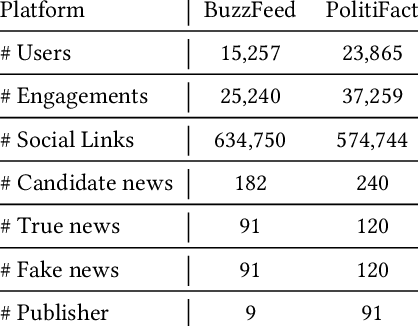 Platform BuzzFeed PolitiFact
# Users 15,257 23,865
# Engagements 25,240 37,259
# Social Links 634,750 574,744
# Candidate news 182 240
# True news 91 120
# Fake news 91 120
# Publisher 9 91